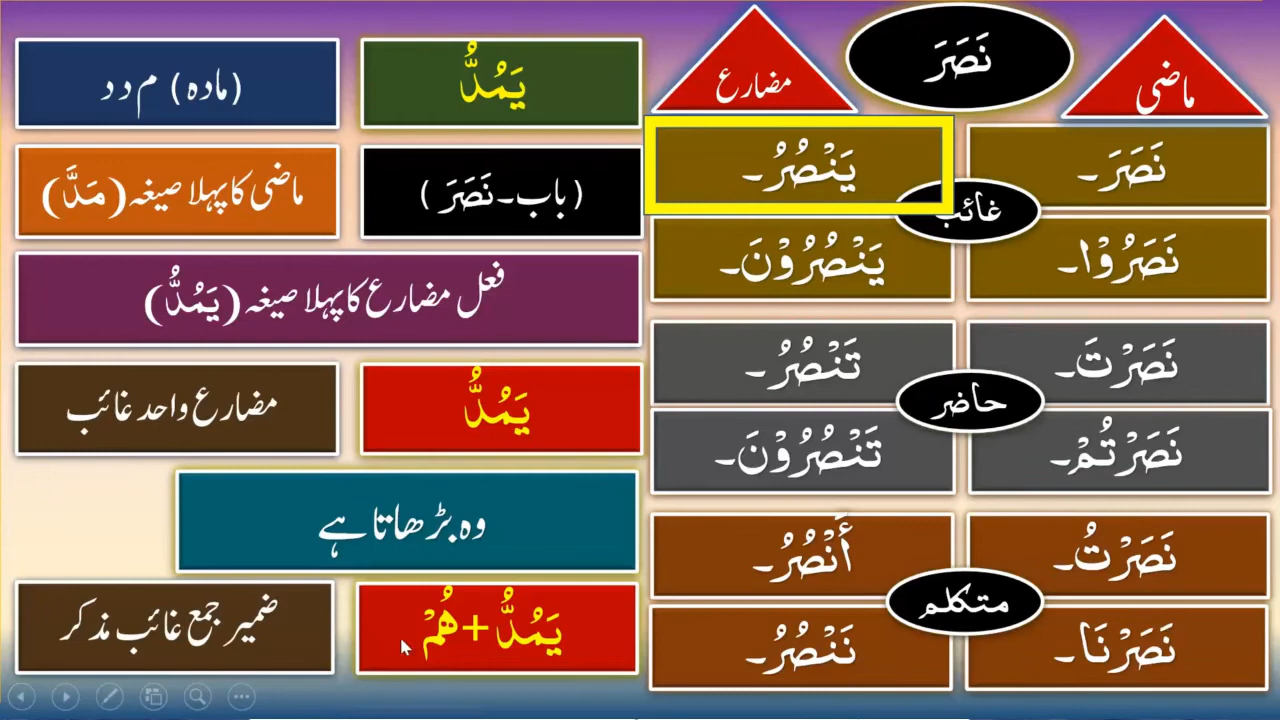 نَصَرَ
ماضی
مضارع
نَصَرَ۔
يَنْصُرُ۔
غائب
نَصَرُوْا۔
يَنْصُرُوْنَ۔
نَصَرْتَ۔
تَنْصُرُ۔
حاضر
نَصَرْتُمْ۔
تَنْصُرُوْنَ۔
نَصَرْتُ۔
أَنْصُرُ۔
متکلم
نَصَرْنَا۔
نَنْصُرُ۔
يَمُدُّ
(مادہ) م د د
(باب۔نَصَرَ)
ماضی کا پہلا صیغہ (مَدَّ)
فعل مضارع کا پہلا صیغہ (يَمُدُّ)
يَمُدُّ
مضارع واحد غائب
وہ بڑھاتا ہے
يَمُدُّ+هُمْ
ضمیر جمع غائب مذکر